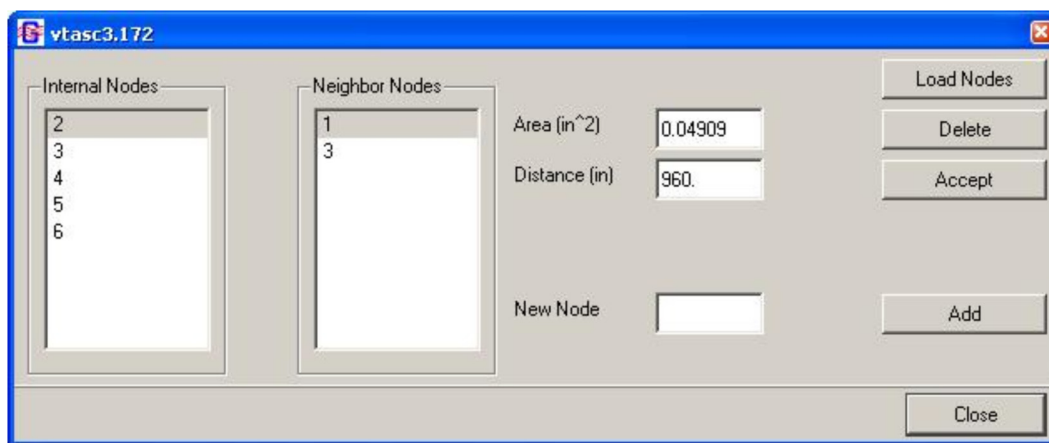 vtasc3.172
Internal Nodes
2
3
4
5
6
Neighbor Nodes
1
3
Area (in^2)
0.04909
Distance (in)
960.
New Node
Load Nodes
Delete
Accept
Add
Close